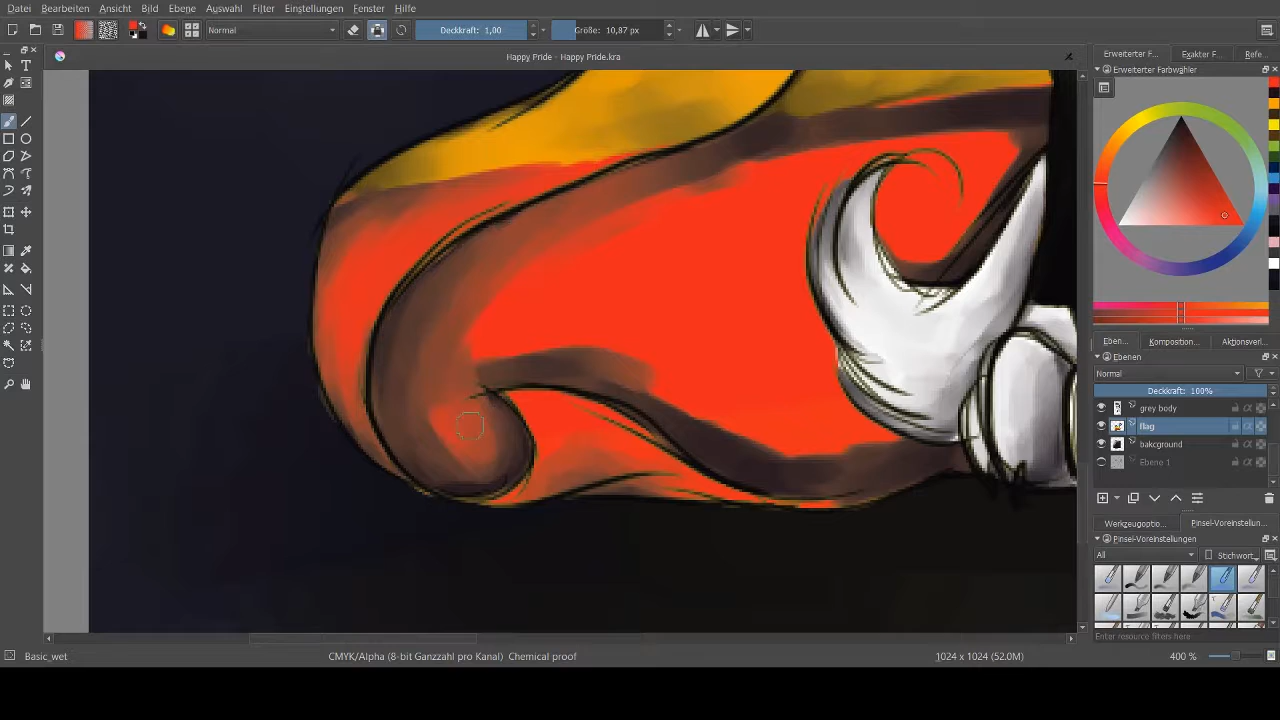 Datei Bearbeiten Ansicht Bild Ebene Auswahl Filter Einstellungen Fenster Hilfe
Normal Deckkraft: 1,00 Größe: 10,87 px
Happy Pride - Happy Pride.kra
Erweiterter F... Exakter F... Refe...
Erweiterter Farbwähler
Eben... Komposition... Aktionsverl...
Ebenen
Normal
Deckkraft: 100%
grey body
flag
bakcground
Ebene 1
Werkzeugoptio... Pinsel-Voreinstellun...
Pinsel-Voreinstellungen
All Stichwort
Enter resource filters here
Basic_wet CMYK/Alpha (8-bit Ganzzahl pro Kanal) Chemical proof 1024 x 1024 (52.0M) 400 %